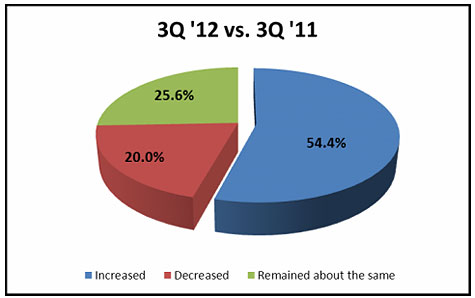 3Q '12 vs. 3Q '11
25.6%
54.4%
20.0%
Increased Decreased Remained about the same